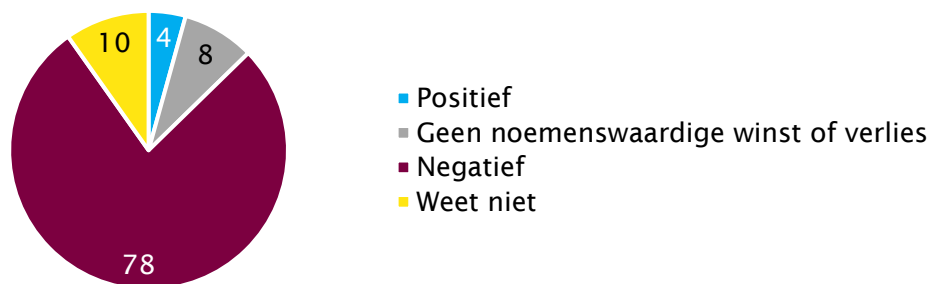 10
4
8
78
Positief
Geen noemenswaardige winst of verlies
Negatief
Weet niet